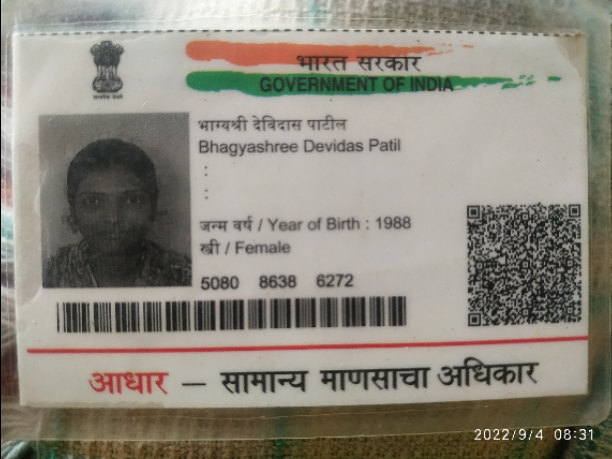 भारत सरकार
GOVERNMENT OF INDIA
भाग्यश्री देविदास पाटील
Bhagyashree Devidas Patil
:
:
जन्म वर्ष / Year of Birth : 1988
स्त्री / Female
5080 8638 6272
आधार — सामान्य माणसाचा अधिकार
2022/9/4 08:31